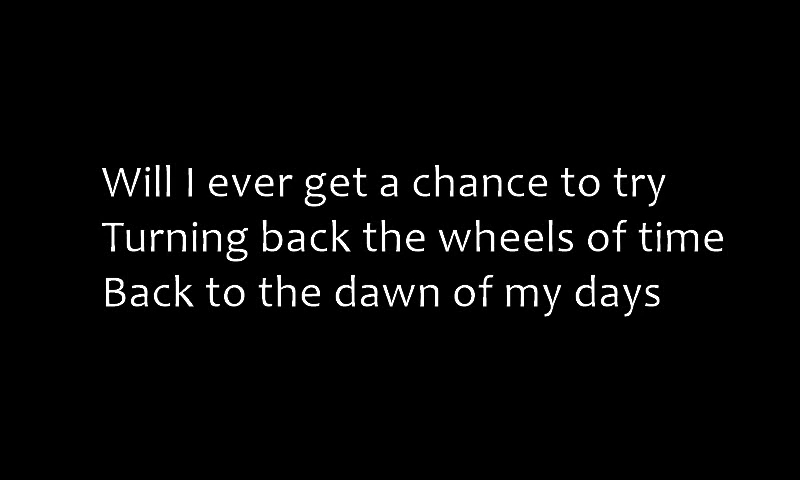 Will I ever get a chance to try
Turning back the wheels of time
Back to the dawn of my days